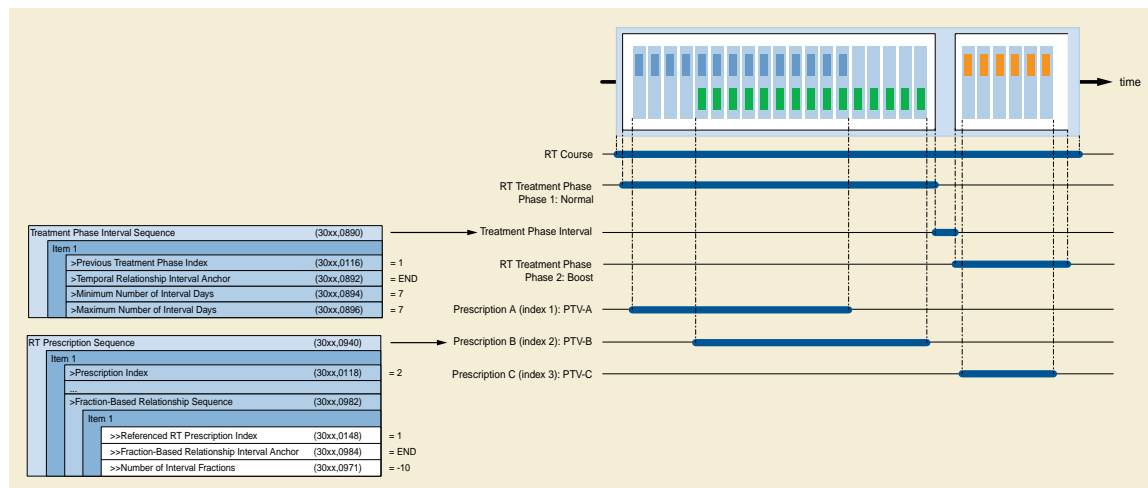 time
RT Course
RT Treatment Phase
Phase 1: Normal
Treatment Phase Interval Sequence (30xx,0890)
Treatment Phase Interval
Item 1
>Previous Treatment Phase Index (30xx,0116) = 1
>Temporal Relationship Interval Anchor (30xx,0892) = END
>Minimum Number of Interval Days (30xx,0894) = 7
>Maximum Number of Interval Days (30xx,0896) = 7
RT Treatment Phase
Phase 2: Boost
Prescription A (index 1): PTV-A
RT Prescription Sequence (30xx,0940)
Prescription B (index 2): PTV-B
Item 1
>Prescription Index (30xx,0118) = 2
...
>Fraction-Based Relationship Sequence (30xx,0982)
Item 1
>>Referenced RT Prescription Index (30xx,0148) = 1
>>Fraction-Based Relationship Interval Anchor (30xx,0984) = END
>>Number of Interval Fractions (30xx,0971) = -10
Prescription C (index 3): PTV-C